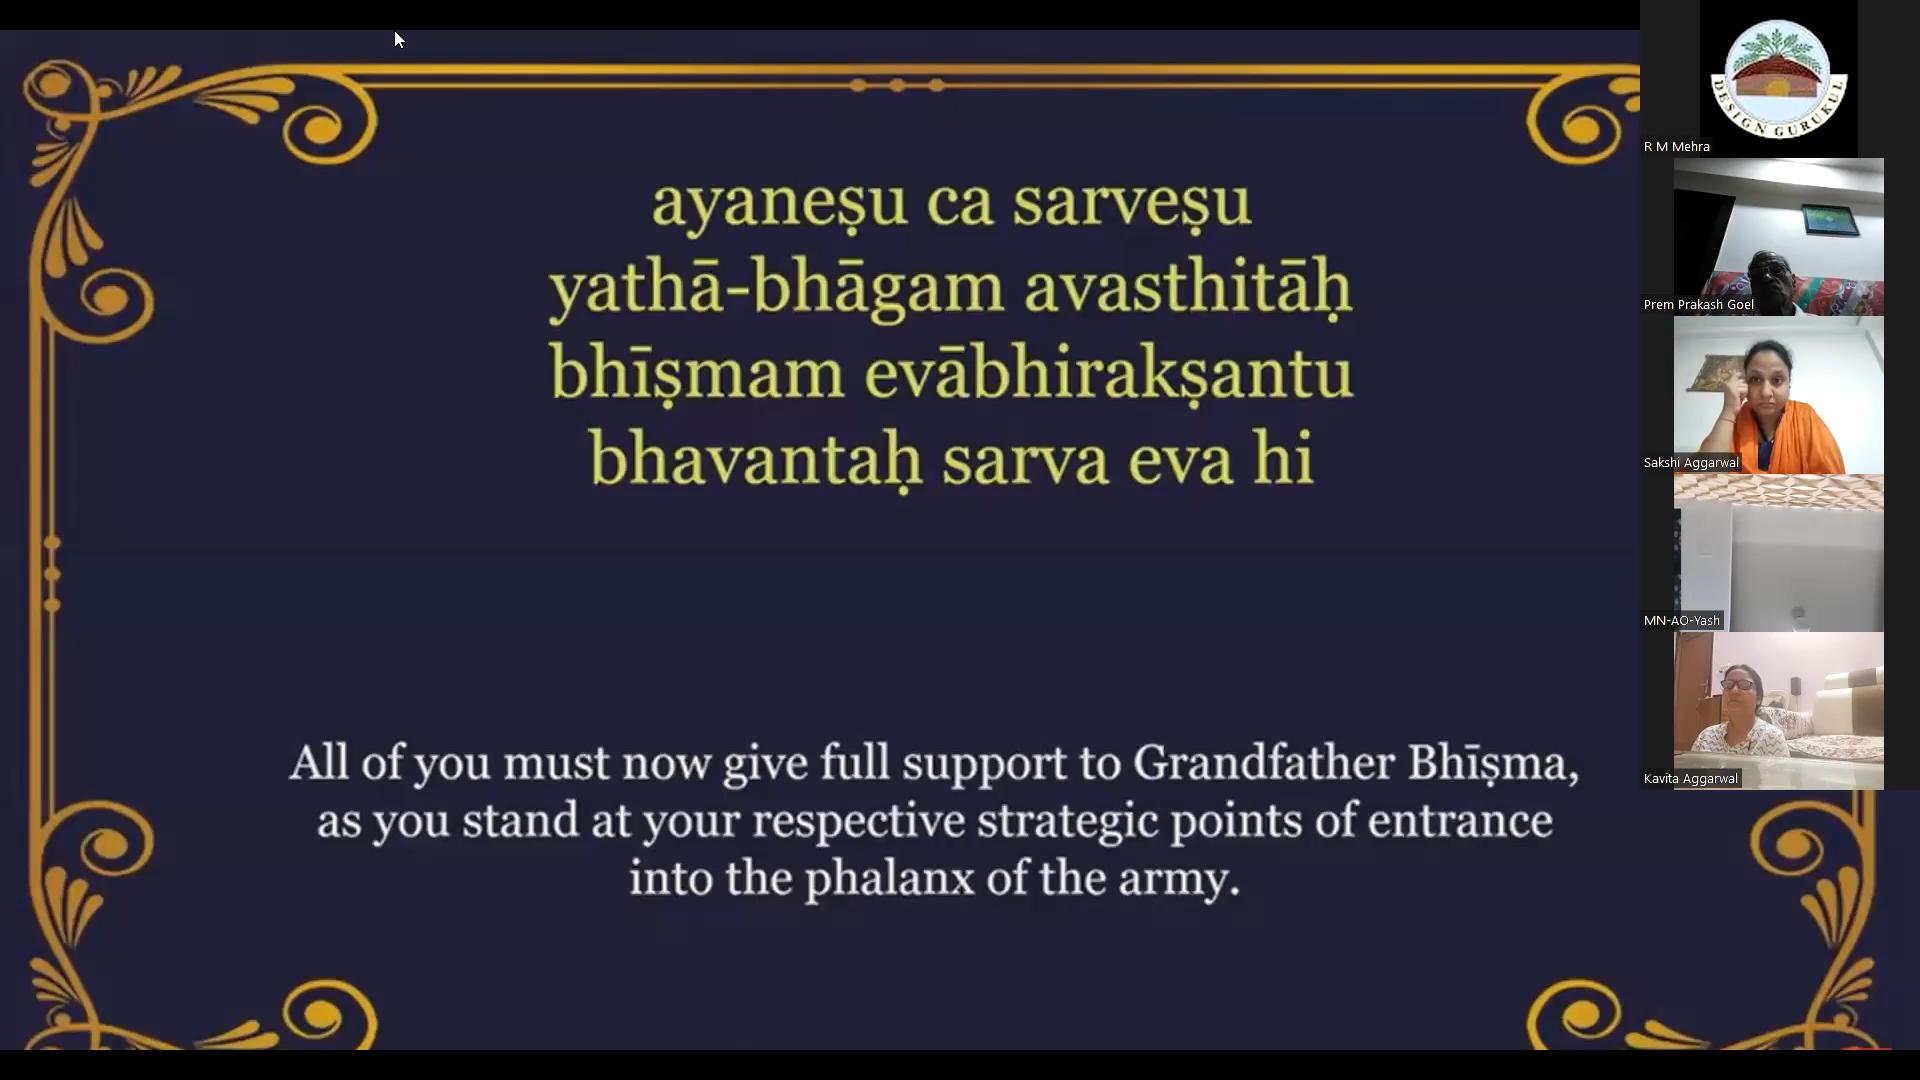 ayaneṣu ca sarveṣu
yathā-bhāgam avasthitāḥ
bhīṣmam evābhirakṣantu
bhavantaḥ sarva eva hi
All of you must now give full support to Grandfather Bhīṣma,
as you stand at your respective strategic points of entrance
into the phalanx of the army.
DESIGN GURUKUL
R M Mehra
Prem Prakash Goel
Sakshi Aggarwal
MN-AO-Yash
Kavita Aggarwal